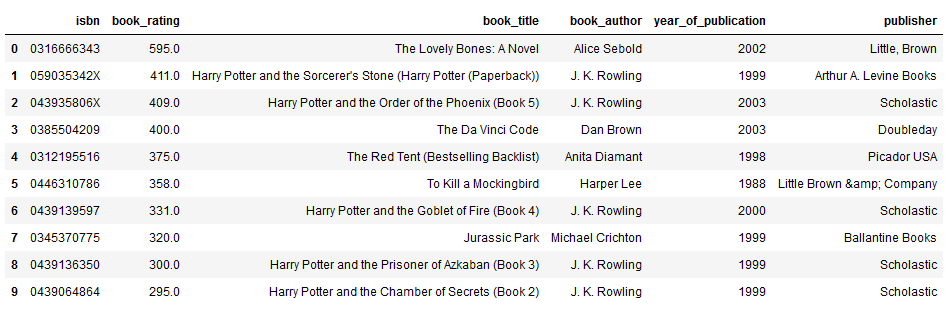 isbn book_rating book_title book_author year_of_publication publisher
0 0316666343 595.0 The Lovely Bones: A Novel Alice Sebold 2002 Little, Brown
1 059035342X 411.0 Harry Potter and the Sorcerer's Stone (Harry Potter (Paperback)) J. K. Rowling 1999 Arthur A. Levine Books
2 043935806X 409.0 Harry Potter and the Order of the Phoenix (Book 5) J. K. Rowling 2003 Scholastic
3 0385504209 400.0 The Da Vinci Code Dan Brown 2003 Doubleday
4 0312195516 375.0 The Red Tent (Bestselling Backlist) Anita Diamant 1998 Picador USA
5 0446310786 358.0 To Kill a Mockingbird Harper Lee 1988 Little Brown &amp; Company
6 0439139597 331.0 Harry Potter and the Goblet of Fire (Book 4) J. K. Rowling 2000 Scholastic
7 0345370775 320.0 Jurassic Park Michael Crichton 1999 Ballantine Books
8 0439136350 300.0 Harry Potter and the Prisoner of Azkaban (Book 3) J. K. Rowling 1999 Scholastic
9 0439064864 295.0 Harry Potter and the Chamber of Secrets (Book 2) J. K. Rowling 1999 Scholastic